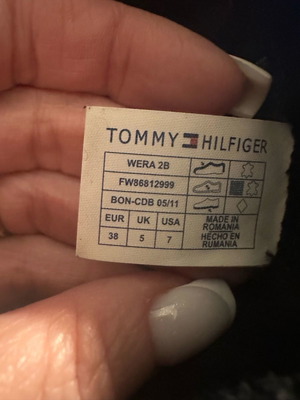 TOMMY HILFIGER
WERA 2B
FW86812999
BON-CDB 05/11
EUR UK USA
38 5 7
MADE IN
ROMANIA
HECHO EN
RUMANIA